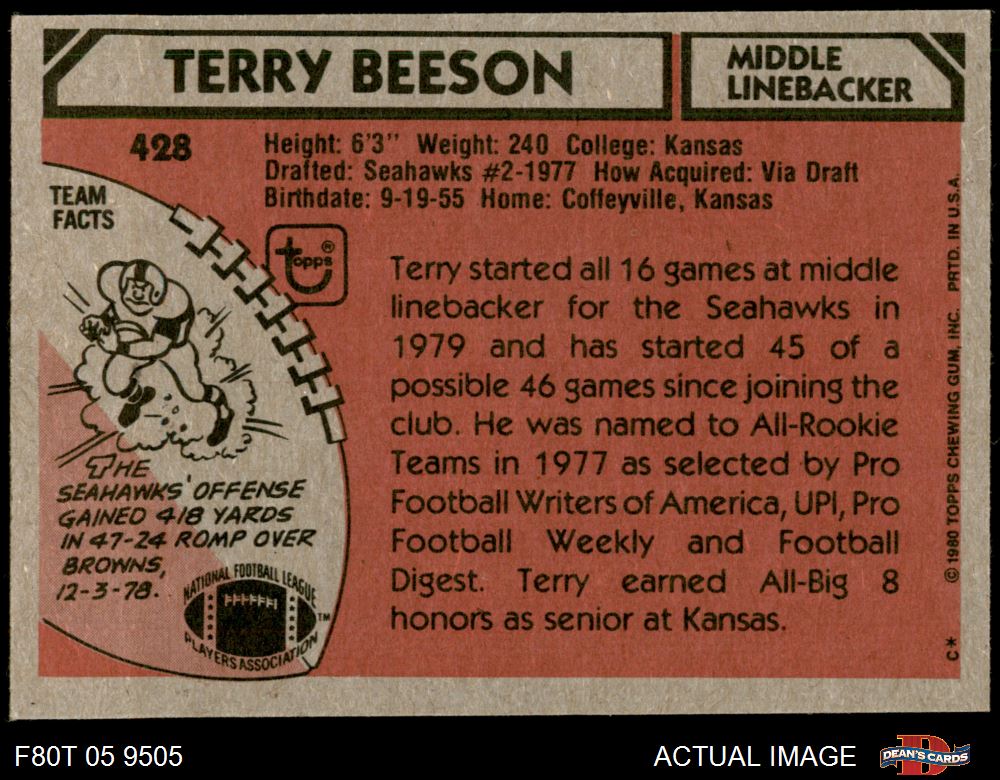 TERRY BEESON
MIDDLE
LINEBACKER
428
Height: 6'3" Weight: 240 College: Kansas
Drafted: Seahawks #2-1977 How Acquired: Via Draft
Birthdate: 9-19-55 Home: Coffeyville, Kansas
TEAM
FACTS
topps®
Terry started all 16 games at middle
linebacker for the Seahawks in
1979 and has started 45 of a
possible 46 games since joining the
club. He was named to All-Rookie
Teams in 1977 as selected by Pro
Football Writers of America, UPI, Pro
Football Weekly and Football
Digest. Terry earned All-Big 8
honors as senior at Kansas.
THE
SEAHAWKS' OFFENSE
GAINED 418 YARDS
IN 47-24 ROMP OVER
BROWNS,
12-3-78.
NATIONAL FOOTBALL LEAGUE
PLAYERS ASSOCIATION
TM
C* © 1980 TOPPS CHEWING GUM, INC. PRTD. IN U.S.A.
F80T 05 9505
ACTUAL IMAGE
D
DEAN'S CARDS